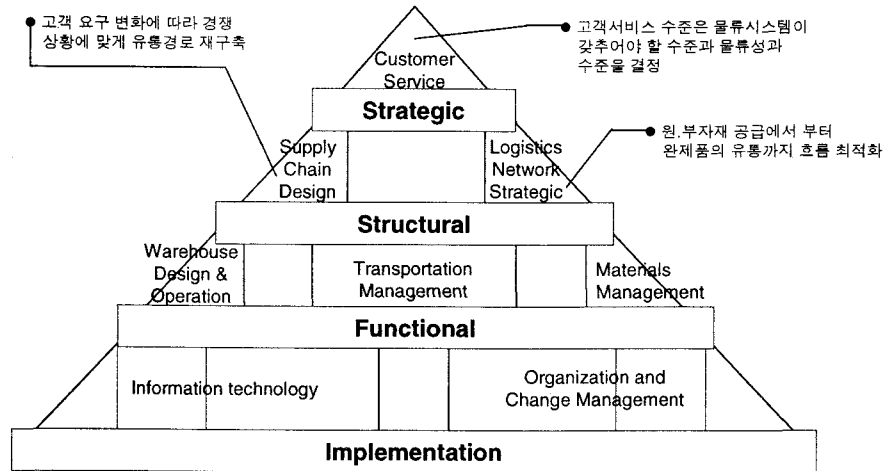 고객 요구 변화에 따라 경쟁
상황에 맞게 유통경로 재구축
고객서비스 수준은 물류시스템이
갖추어야 할 수준과 물류성과
수준을 결정
Customer
Service
Strategic
원.부자재 공급에서 부터
완제품의 유통까지 흐름 최적화
Supply
Chain
Design
Logistics
Network
Strategic
Structural
Warehouse
Design &
Operation
Transportation
Management
Materials
Management
Functional
Information technology
Organization and
Change Management
Implementation